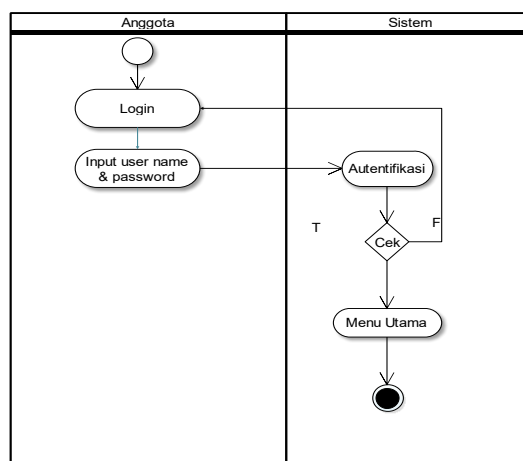 Anggota
Sistem
Login
Input user name
& password
Autentifikasi
T
F
Cek
Menu Utama